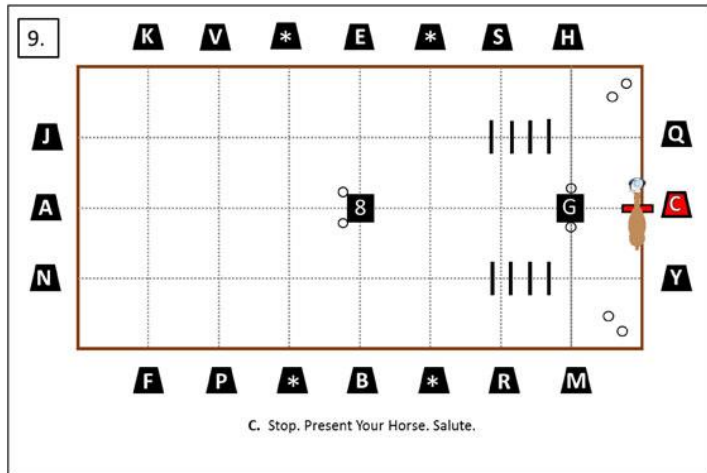 9.
K V * E * S H
J Q
A 8 G C
N Y
F P * B * R M
C. Stop. Present Your Horse. Salute.